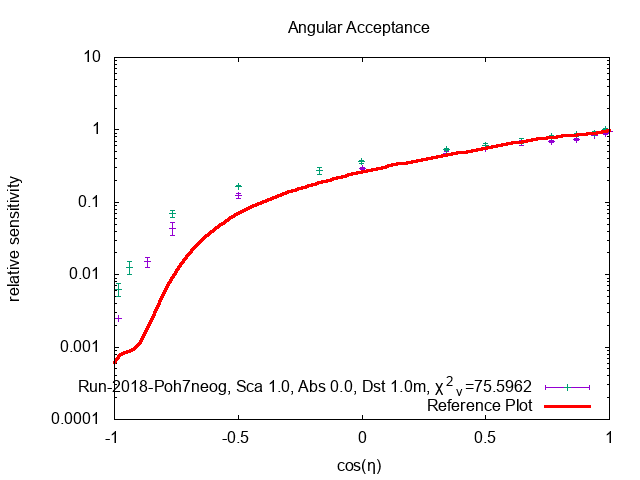 Angular Acceptance
relative sensitivity
10
1
0.1
0.01
0.001
0.0001
Run-2018-Poh7neog, Sca 1.0, Abs 0.0, Dst 1.0m, χ²ᵥ=75.5962
Reference Plot
-1 -0.5 0 0.5 1
cos(η)